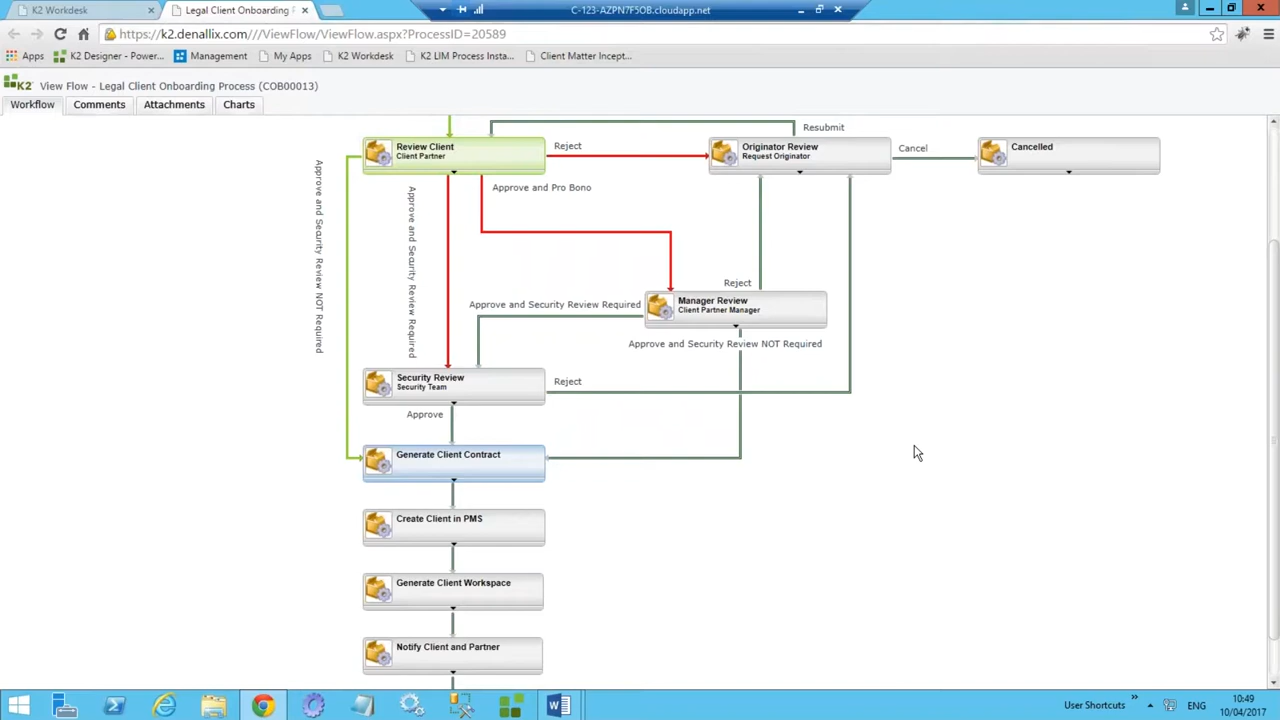 K2 Workdesk
Legal Client Onboarding P
C-123-AZPN7F5OB.cloudapp.net
https://k2.denallix.com///ViewFlow/ViewFlow.aspx?ProcessID=20589
Apps
K2 Designer - Power...
Management
My Apps
K2 Workdesk
K2 LIM Process Insta...
Client Matter Incept...
K2 View Flow - Legal Client Onboarding Process (COB00013)
Workflow
Comments
Attachments
Charts
Resubmit
Review Client
Client Partner
Reject
Originator Review
Request Originator
Cancel
Cancelled
Approve and Security Review NOT Required
Approve and Security Review Required
Approve and Pro Bono
Reject
Manager Review
Client Partner Manager
Approve and Security Review Required
Approve and Security Review NOT Required
Security Review
Security Team
Reject
Approve
Generate Client Contract
Create Client in PMS
Generate Client Workspace
Notify Client and Partner
User Shortcuts
ENG
10:49
10/04/2017